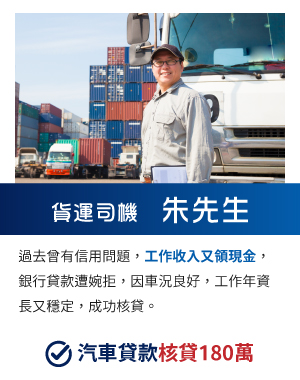 貨運司機 朱先生
過去曾有信用問題，工作收入又領現金，
銀行貸款遭婉拒，因車況良好，工作年資
長又穩定，成功核貸。
汽車貸款核貸180萬